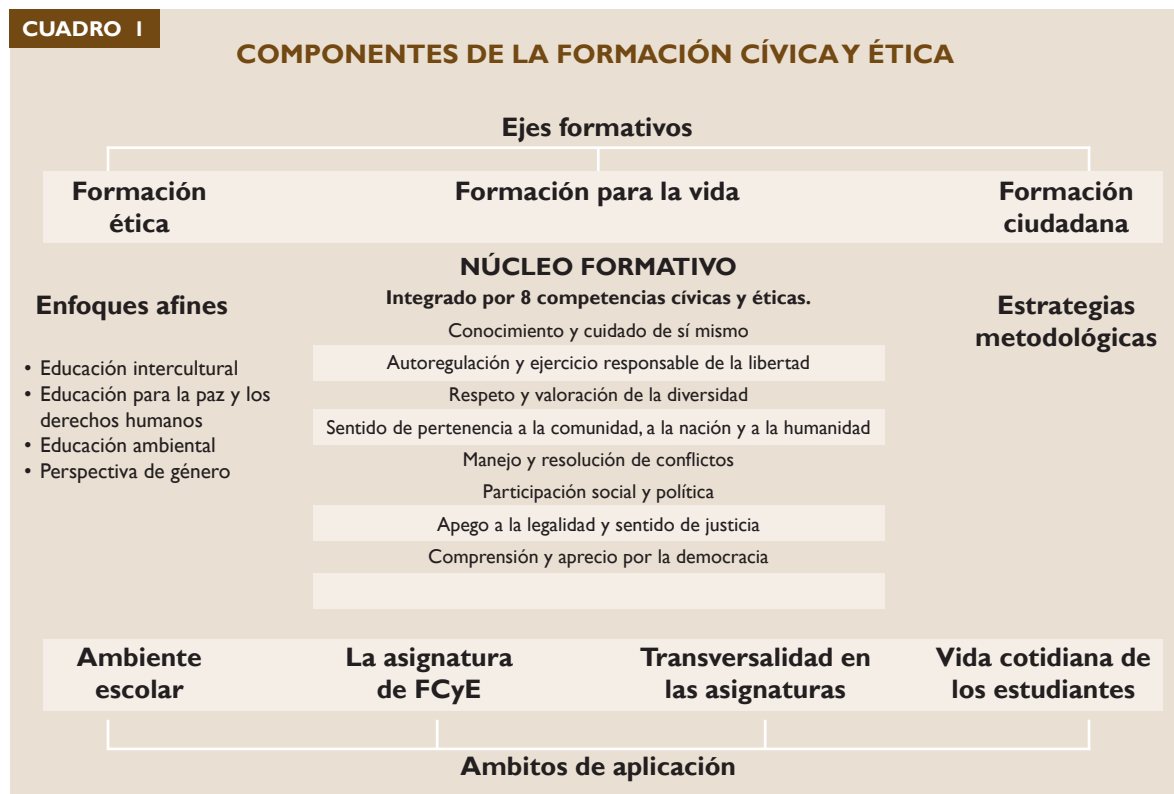 CUADRO 1
COMPONENTES DE LA FORMACIÓN CÍVICA Y ÉTICA
Ejes formativos
Formación
ética
Formación para la vida
Formación
ciudadana
NÚCLEO FORMATIVO
Integrado por 8 competencias cívicas y éticas.
Enfoques afines
• Educación intercultural
• Educación para la paz y los
derechos humanos
• Educación ambiental
• Perspectiva de género
Conocimiento y cuidado de sí mismo
Autoregulación y ejercicio responsable de la libertad
Respeto y valoración de la diversidad
Sentido de pertenencia a la comunidad, a la nación y a la humanidad
Manejo y resolución de conflictos
Participación social y política
Apego a la legalidad y sentido de justicia
Comprensión y aprecio por la democracia
Estrategias
metodológicas
Ambiente
escolar
La asignatura
de FCyE
Transversalidad en
las asignaturas
Vida cotidiana de
los estudiantes
Ambitos de aplicación